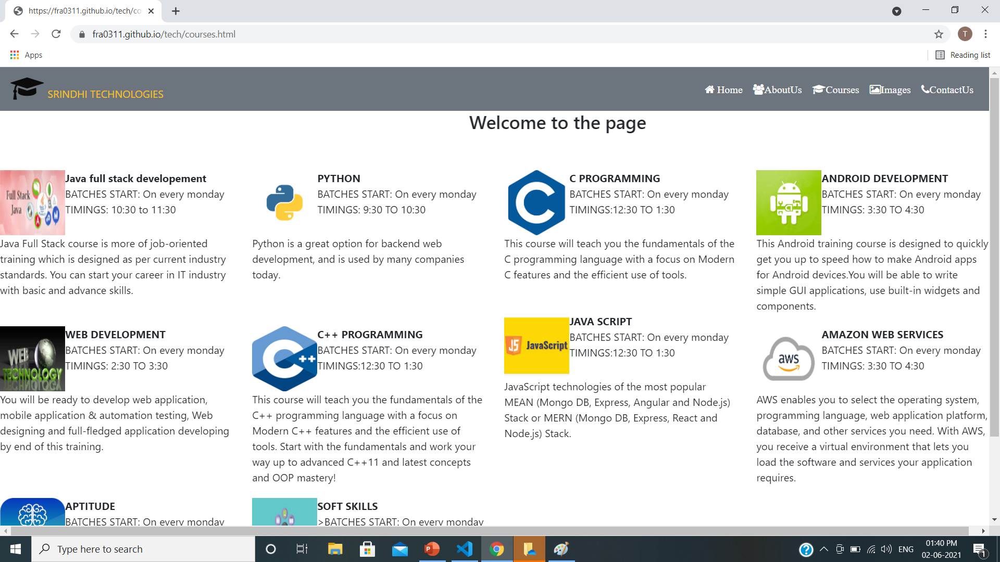 https://fra0311.github.io/tech/co
fra0311.github.io/tech/courses.html
T
Apps
Reading list
SRINDHI TECHNOLOGIES
Home
AboutUs
Courses
Images
ContactUs
Welcome to the page
Full Stack
Java
Java full stack developement
BATCHES START: On every monday
TIMINGS: 10:30 to 11:30
Java Full Stack course is more of job-oriented
training which is designed as per current industry
standards. You can start your career in IT industry
with basic and advance skills.
PYTHON
BATCHES START: On every monday
TIMINGS: 9:30 TO 10:30
Python is a great option for backend web
development, and is used by many companies
today.
C
C PROGRAMMING
BATCHES START: On every monday
TIMINGS:12:30 TO 1:30
This course will teach you the fundamentals of the
C programming language with a focus on Modern
C features and the efficient use of tools.
ANDROID DEVELOPMENT
BATCHES START: On every monday
TIMINGS: 3:30 TO 4:30
This Android training course is designed to quickly
get you up to speed how to make Android apps
for Android devices.You will be able to write
simple GUI applications, use built-in widgets and
components.
WEB
TECHNOLOGY
WEB DEVELOPMENT
BATCHES START: On every monday
TIMINGS: 2:30 TO 3:30
You will be ready to develop web application,
mobile application & automation testing, Web
designing and full-fledged application developing
by end of this training.
C++
C++ PROGRAMMING
BATCHES START: On every monday
TIMINGS:12:30 TO 1:30
This course will teach you the fundamentals of the
C++ programming language with a focus on
Modern C++ features and the efficient use of
tools. Start with the fundamentals and work your
way up to advanced C++11 and latest concepts
and OOP mastery!
JS JavaScript
JAVA SCRIPT
BATCHES START: On every monday
TIMINGS:12:30 TO 1:30
JavaScript technologies of the most popular
MEAN (Mongo DB, Express, Angular and Node.js)
Stack or MERN (Mongo DB, Express, React and
Node.js) Stack.
aws
AMAZON WEB SERVICES
BATCHES START: On every monday
TIMINGS: 3:30 TO 4:30
AWS enables you to select the operating system,
programming language, web application platform,
database, and other services you need. With AWS,
you receive a virtual environment that lets you
load the software and services your application
requires.
APTITUDE
BATCHES START: On every monday
SOFT SKILLS
>BATCHES START: On every monday
Type here to search
ENG
01:40 PM
02-06-2021
1